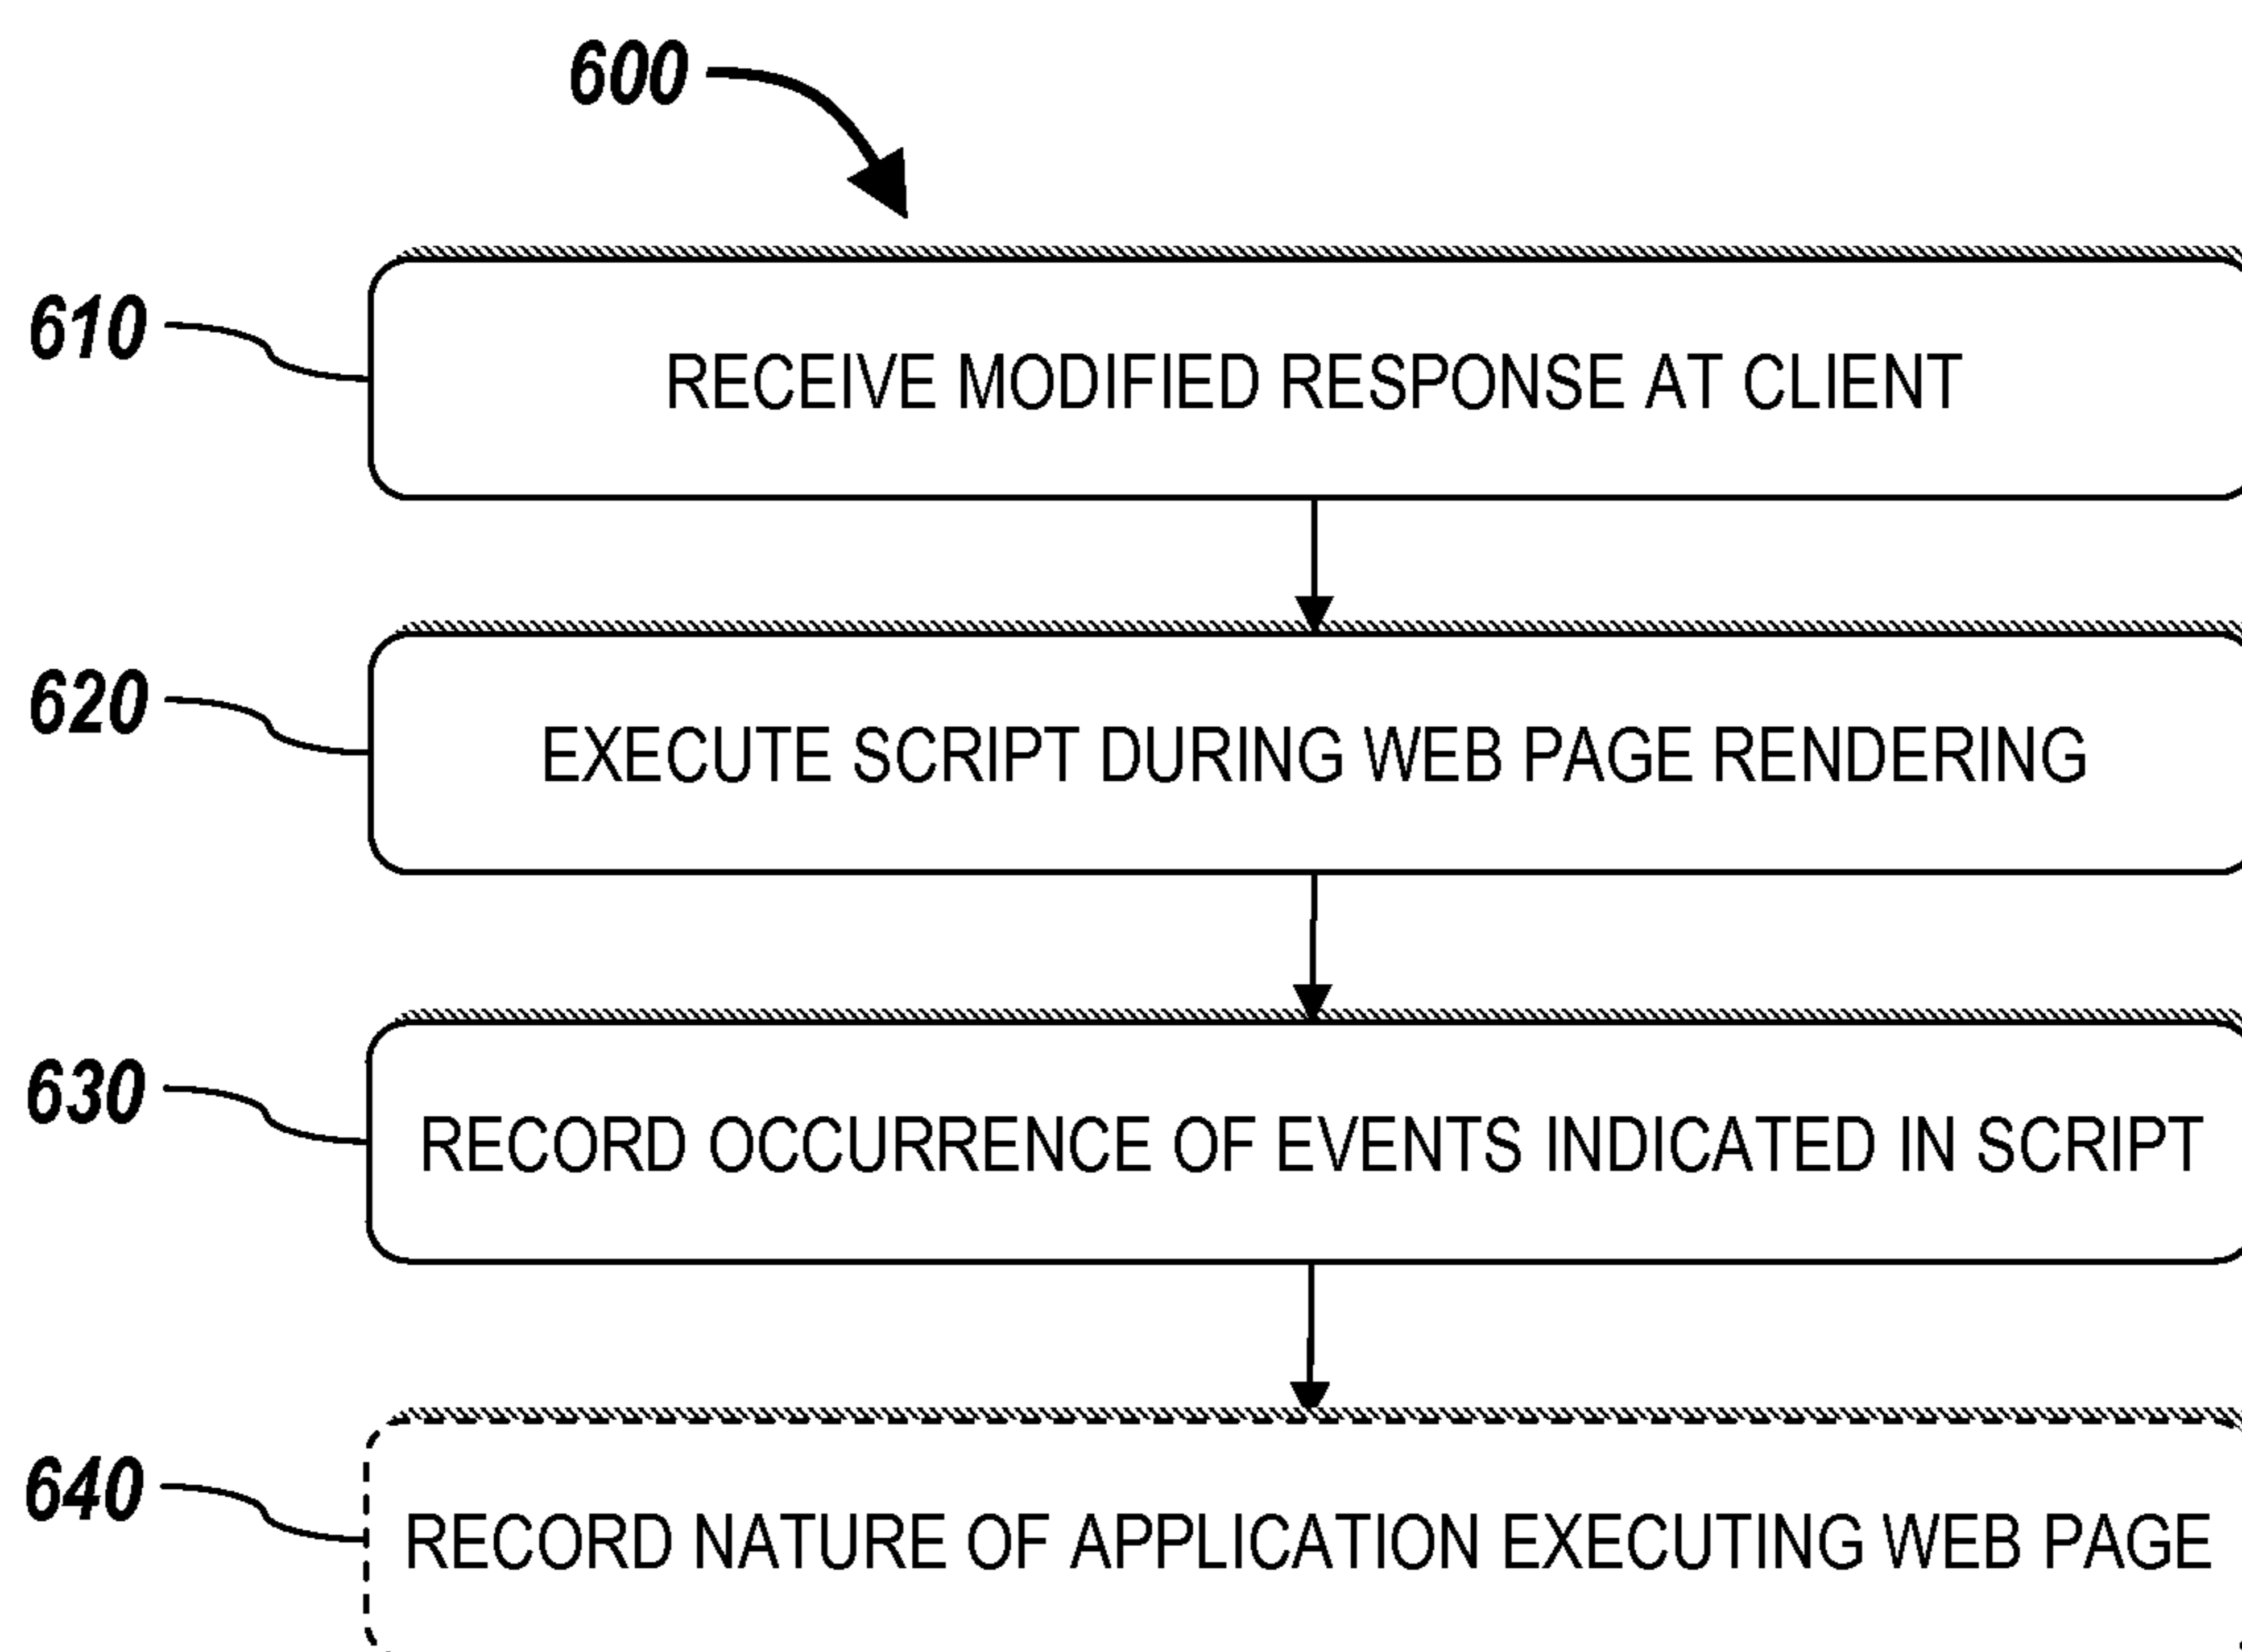 600
610
RECEIVE MODIFIED RESPONSE AT CLIENT
620
EXECUTE SCRIPT DURING WEB PAGE RENDERING
630
RECORD OCCURRENCE OF EVENTS INDICATED IN SCRIPT
640
RECORD NATURE OF APPLICATION EXECUTING WEB PAGE